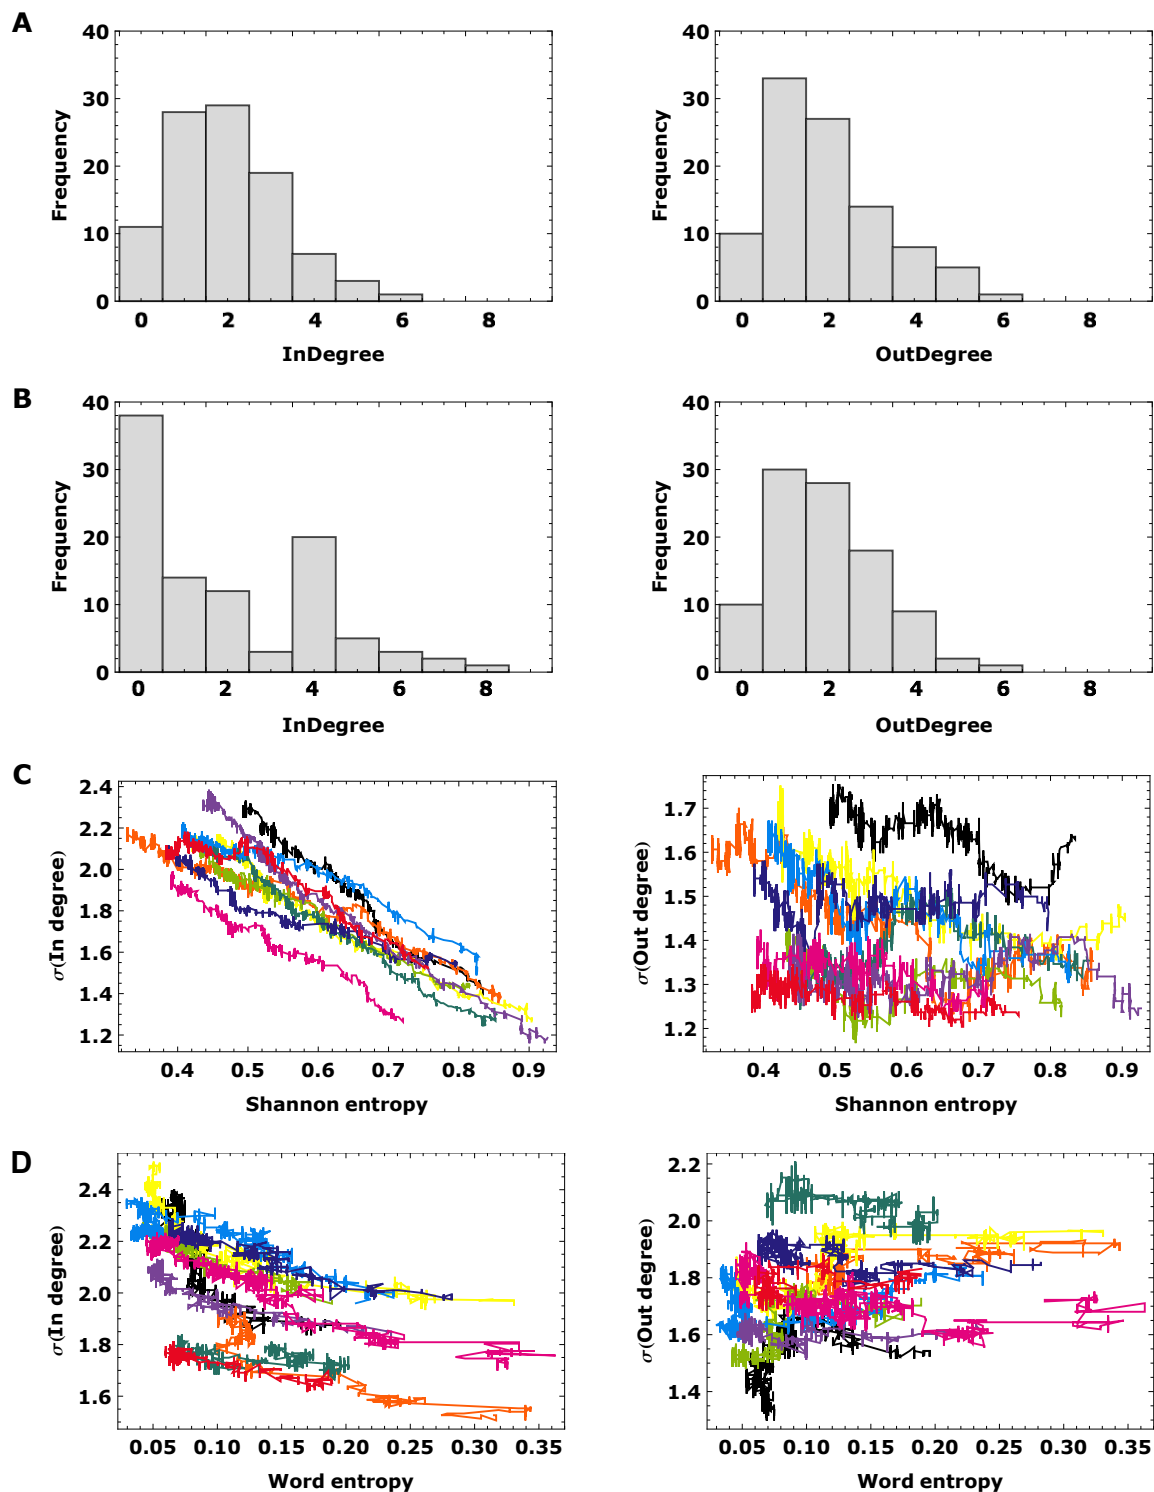 A
40
30
20
10
0
Frequency
0 2 4 6 8
InDegree
40
30
20
10
0
Frequency
0 2 4 6 8
OutDegree
B
40
30
20
10
0
Frequency
0 2 4 6 8
InDegree
40
30
20
10
0
Frequency
0 2 4 6 8
OutDegree
C
2.4
2.2
2.0
1.8
1.6
1.4
1.2
σ(In degree)
0.4 0.5 0.6 0.7 0.8 0.9
Shannon entropy
1.7
1.6
1.5
1.4
1.3
1.2
σ(Out degree)
0.4 0.5 0.6 0.7 0.8 0.9
Shannon entropy
D
2.4
2.2
2.0
1.8
1.6
σ(In degree)
0.05 0.10 0.15 0.20 0.25 0.30 0.35
Word entropy
2.2
2.0
1.8
1.6
1.4
σ(Out degree)
0.05 0.10 0.15 0.20 0.25 0.30 0.35
Word entropy